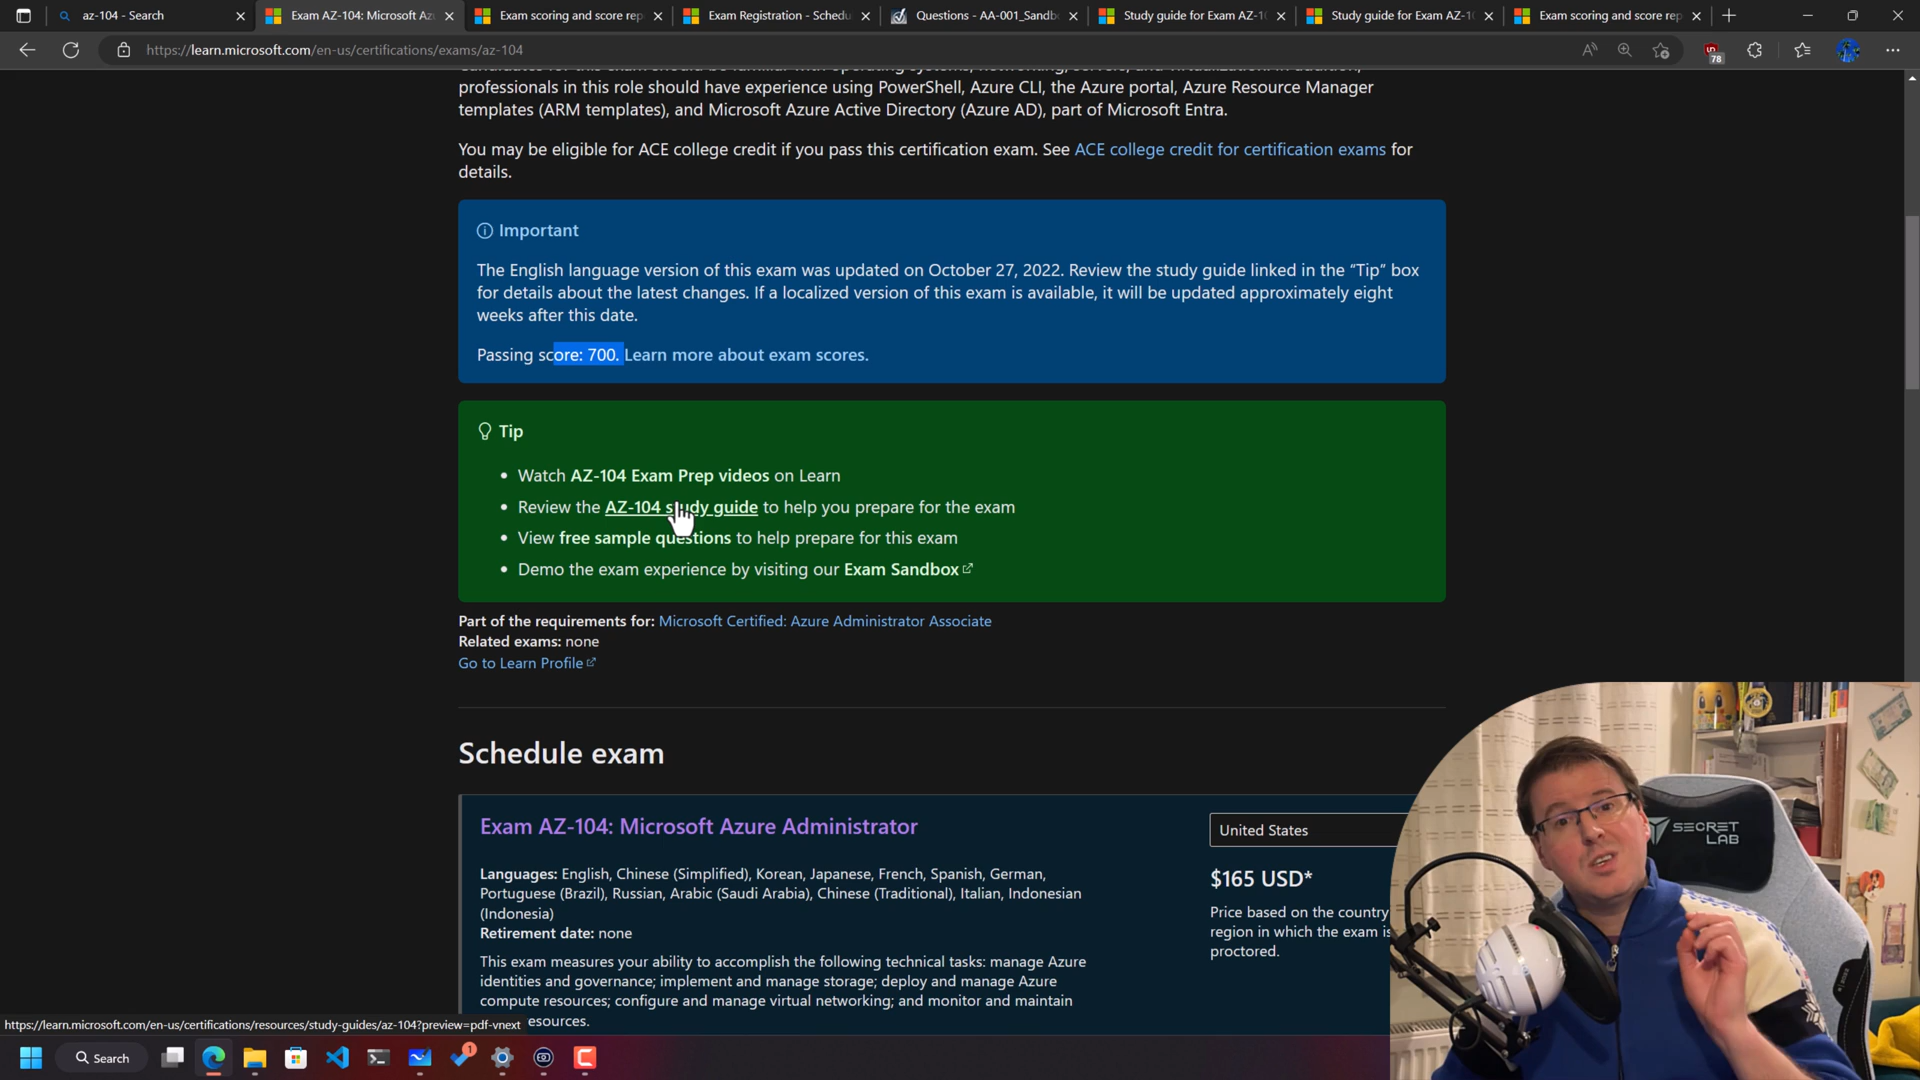 az-104 - Search
Exam AZ-104: Microsoft Az
Exam scoring and score rep
Exam Registration - Schedu
Questions - AA-001_Sandb
Study guide for Exam AZ-1
Study guide for Exam AZ-10
Exam scoring and score rep
https://learn.microsoft.com/en-us/certifications/exams/az-104
78
professionals in this role should have experience using PowerShell, Azure CLI, the Azure portal, Azure Resource Manager
templates (ARM templates), and Microsoft Azure Active Directory (Azure AD), part of Microsoft Entra.
You may be eligible for ACE college credit if you pass this certification exam. See ACE college credit for certification exams for
details.
Important
The English language version of this exam was updated on October 27, 2022. Review the study guide linked in the “Tip” box
for details about the latest changes. If a localized version of this exam is available, it will be updated approximately eight
weeks after this date.
Passing score: 700. Learn more about exam scores.
Tip
• Watch AZ-104 Exam Prep videos on Learn
• Review the AZ-104 study guide to help you prepare for the exam
• View free sample questions to help prepare for this exam
• Demo the exam experience by visiting our Exam Sandbox
Part of the requirements for: Microsoft Certified: Azure Administrator Associate
Related exams: none
Go to Learn Profile
Schedule exam
Exam AZ-104: Microsoft Azure Administrator
Languages: English, Chinese (Simplified), Korean, Japanese, French, Spanish, German,
Portuguese (Brazil), Russian, Arabic (Saudi Arabia), Chinese (Traditional), Italian, Indonesian
(Indonesia)
Retirement date: none
This exam measures your ability to accomplish the following technical tasks: manage Azure
identities and governance; implement and manage storage; deploy and manage Azure
compute resources; configure and manage virtual networking; and monitor and maintain
esources.
United States
$165 USD*
Price based on the country
region in which the exam is
proctored.
SECRET
LAB
https://learn.microsoft.com/en-us/certifications/resources/study-guides/az-104?preview=pdf-vnext
Search
1